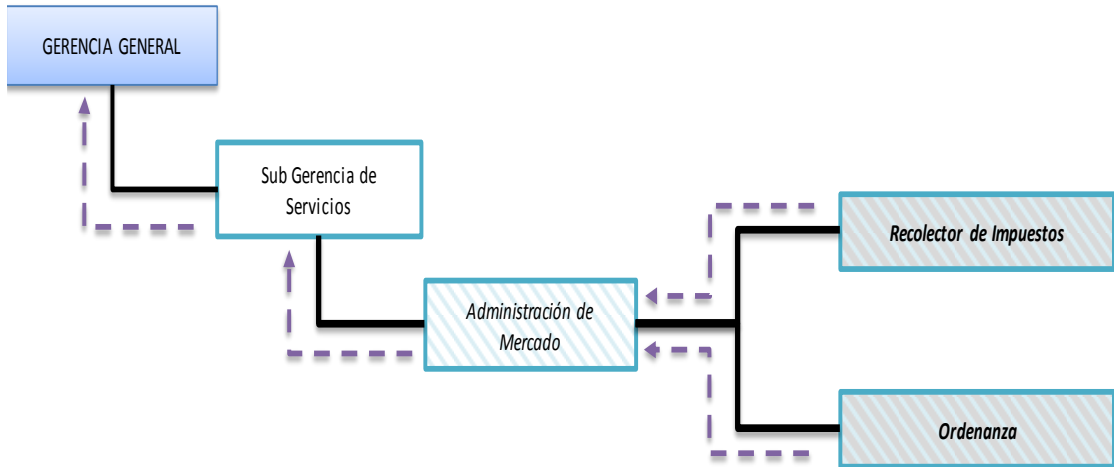 GERENCIA GENERAL
Sub Gerencia de
Servicios
Recolector de Impuestos
Administración de
Mercado
Ordenanza